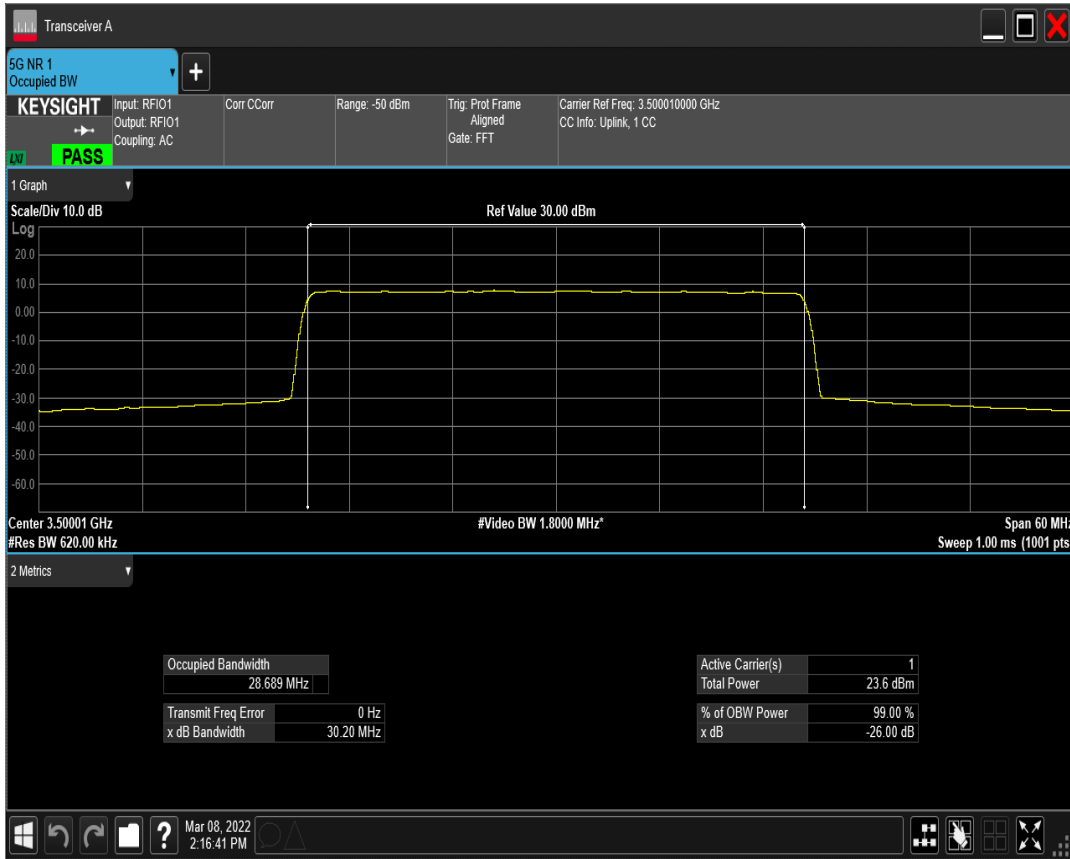 Transceiver A
5G NR 1
Occupied BW
+
KEYSIGHT
LXI
PASS
Input: RFIO1
Output: RFIO1
Coupling: AC
Corr CCorr
Range: -50 dBm
Trig: Prot Frame
Aligned
Gate: FFT
Carrier Ref Freq: 3.500010000 GHz
CC Info: Uplink, 1 CC
1 Graph
Scale/Div 10.0 dB
Ref Value 30.00 dBm
Log
20.0
10.0
0.00
-10.0
-20.0
-30.0
-40.0
-50.0
-60.0
Center 3.50001 GHz
#Video BW 1.8000 MHz*
Span 60 MHz
#Res BW 620.00 kHz
Sweep 1.00 ms (1001 pts
2 Metrics
Occupied Bandwidth
28.689 MHz
Transmit Freq Error 0 Hz
x dB Bandwidth 30.20 MHz
Active Carrier(s) 1
Total Power 23.6 dBm
% of OBW Power 99.00 %
x dB -26.00 dB
?
Mar 08, 2022
2:16:41 PM